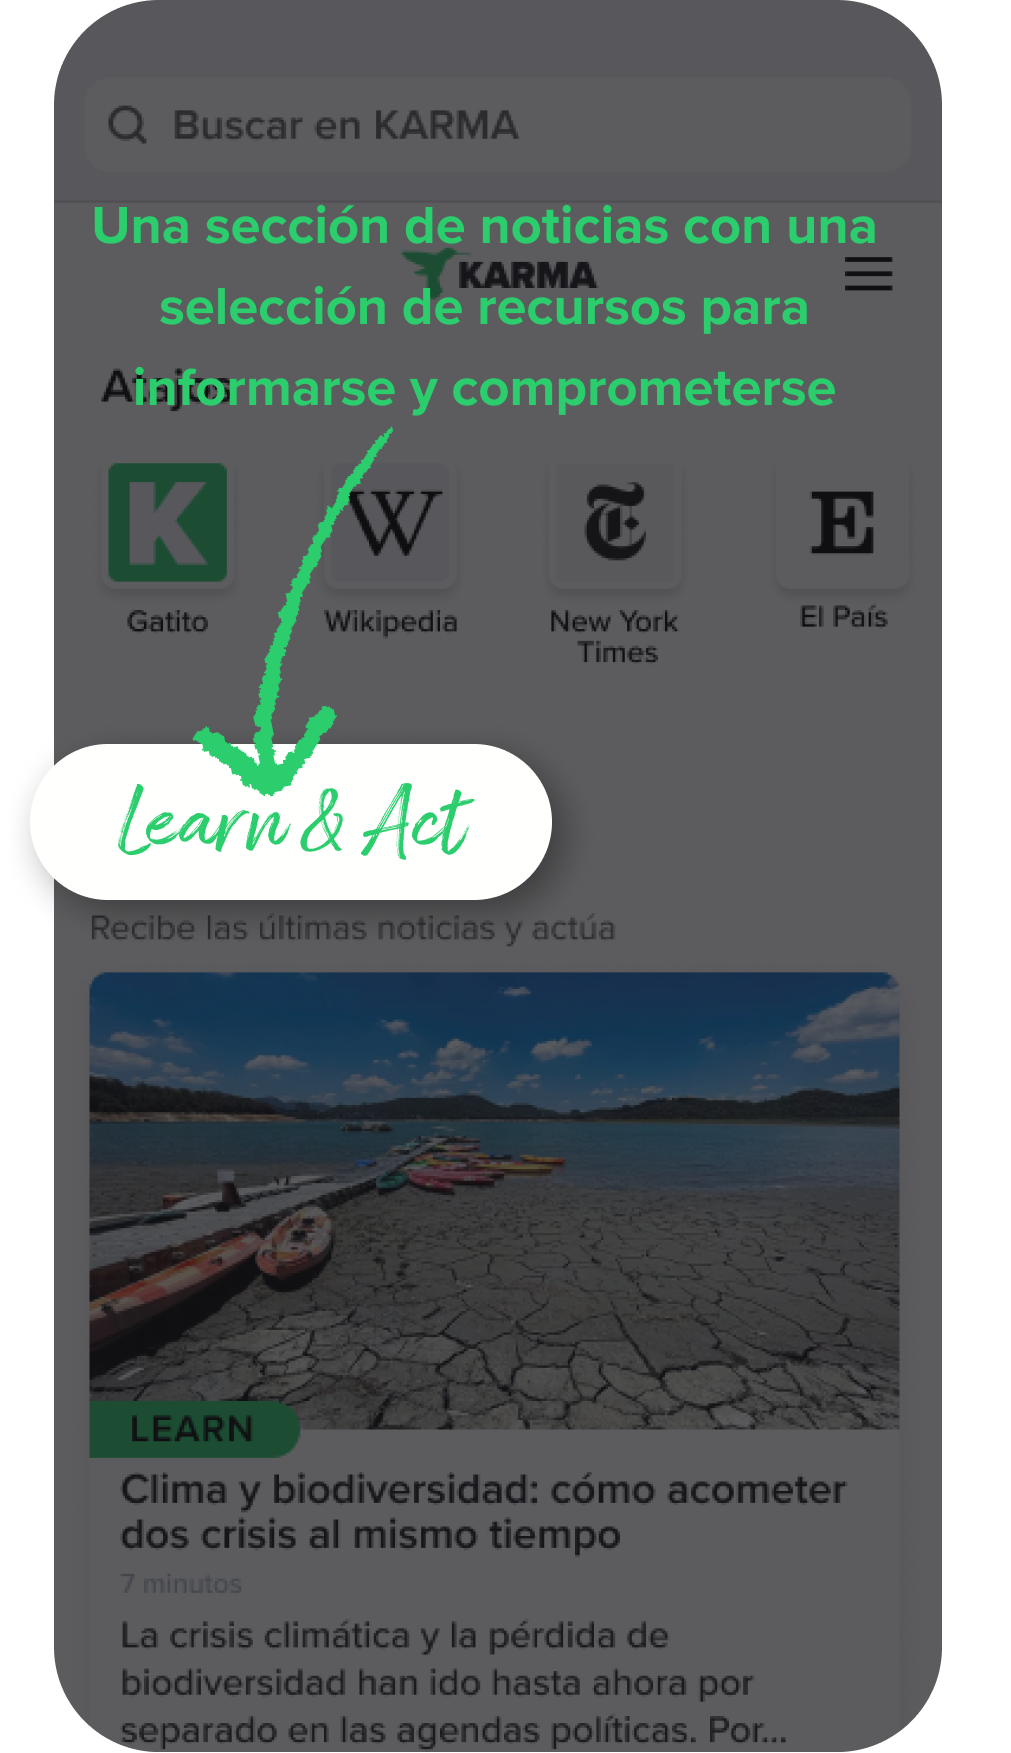 Buscar en KARMA
Una sección de noticias con una
KARMA
selección de recursos para
Atajos
informarse y comprometerse
K
W
T
E
Gatito
Wikipedia
New York
Times
El País
Learn & Act
Recibe las últimas noticias y actúa
LEARN
Clima y biodiversidad: cómo acometer
dos crisis al mismo tiempo
7 minutos
La crisis climática y la pérdida de
biodiversidad han ido hasta ahora por
separado en las agendas políticas. Por...